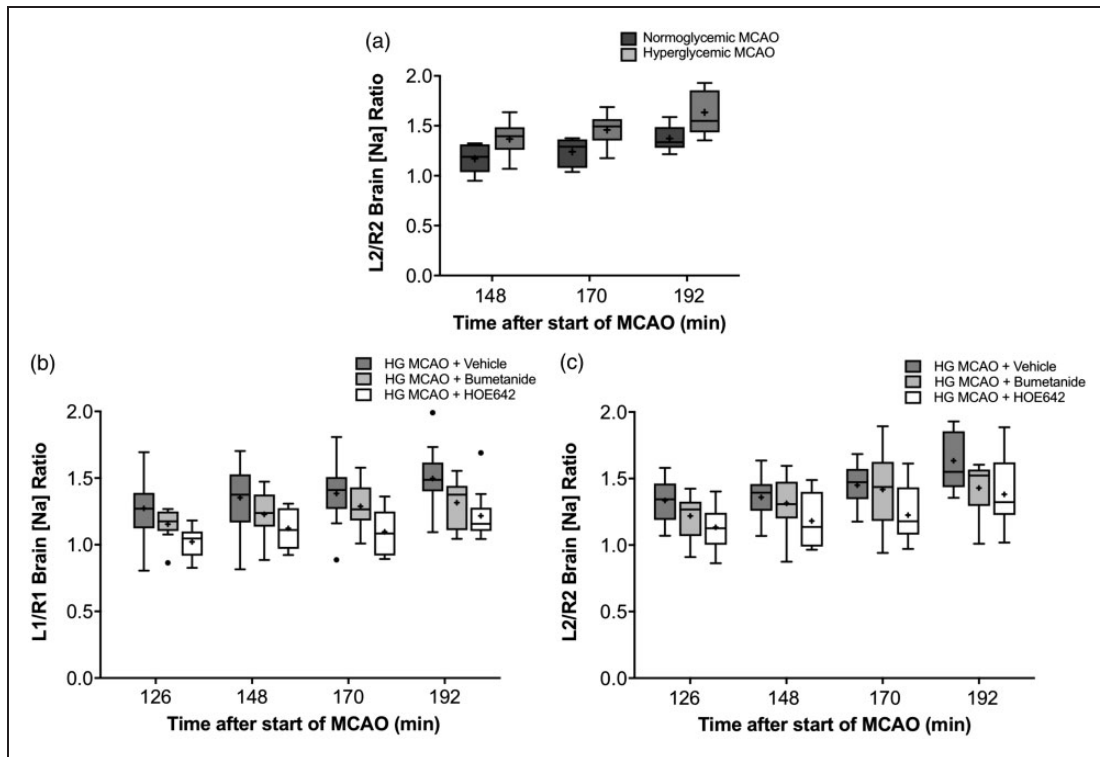 (a)
Normoglycemic MCAO
Hyperglycemic MCAO
L2/R2 Brain [Na] Ratio
2.0
1.5
1.0
0.5
0.0
148 170 192
Time after start of MCAO (min)
(b)
HG MCAO + Vehicle
HG MCAO + Bumetanide
HG MCAO + HOE642
L1/R1 Brain [Na] Ratio
2.0
1.5
1.0
0.5
0.0
126 148 170 192
Time after start of MCAO (min)
(c)
HG MCAO + Vehicle
HG MCAO + Bumetanide
HG MCAO + HOE642
L2/R2 Brain [Na] Ratio
2.0
1.5
1.0
0.5
0.0
126 148 170 192
Time after start of MCAO (min)